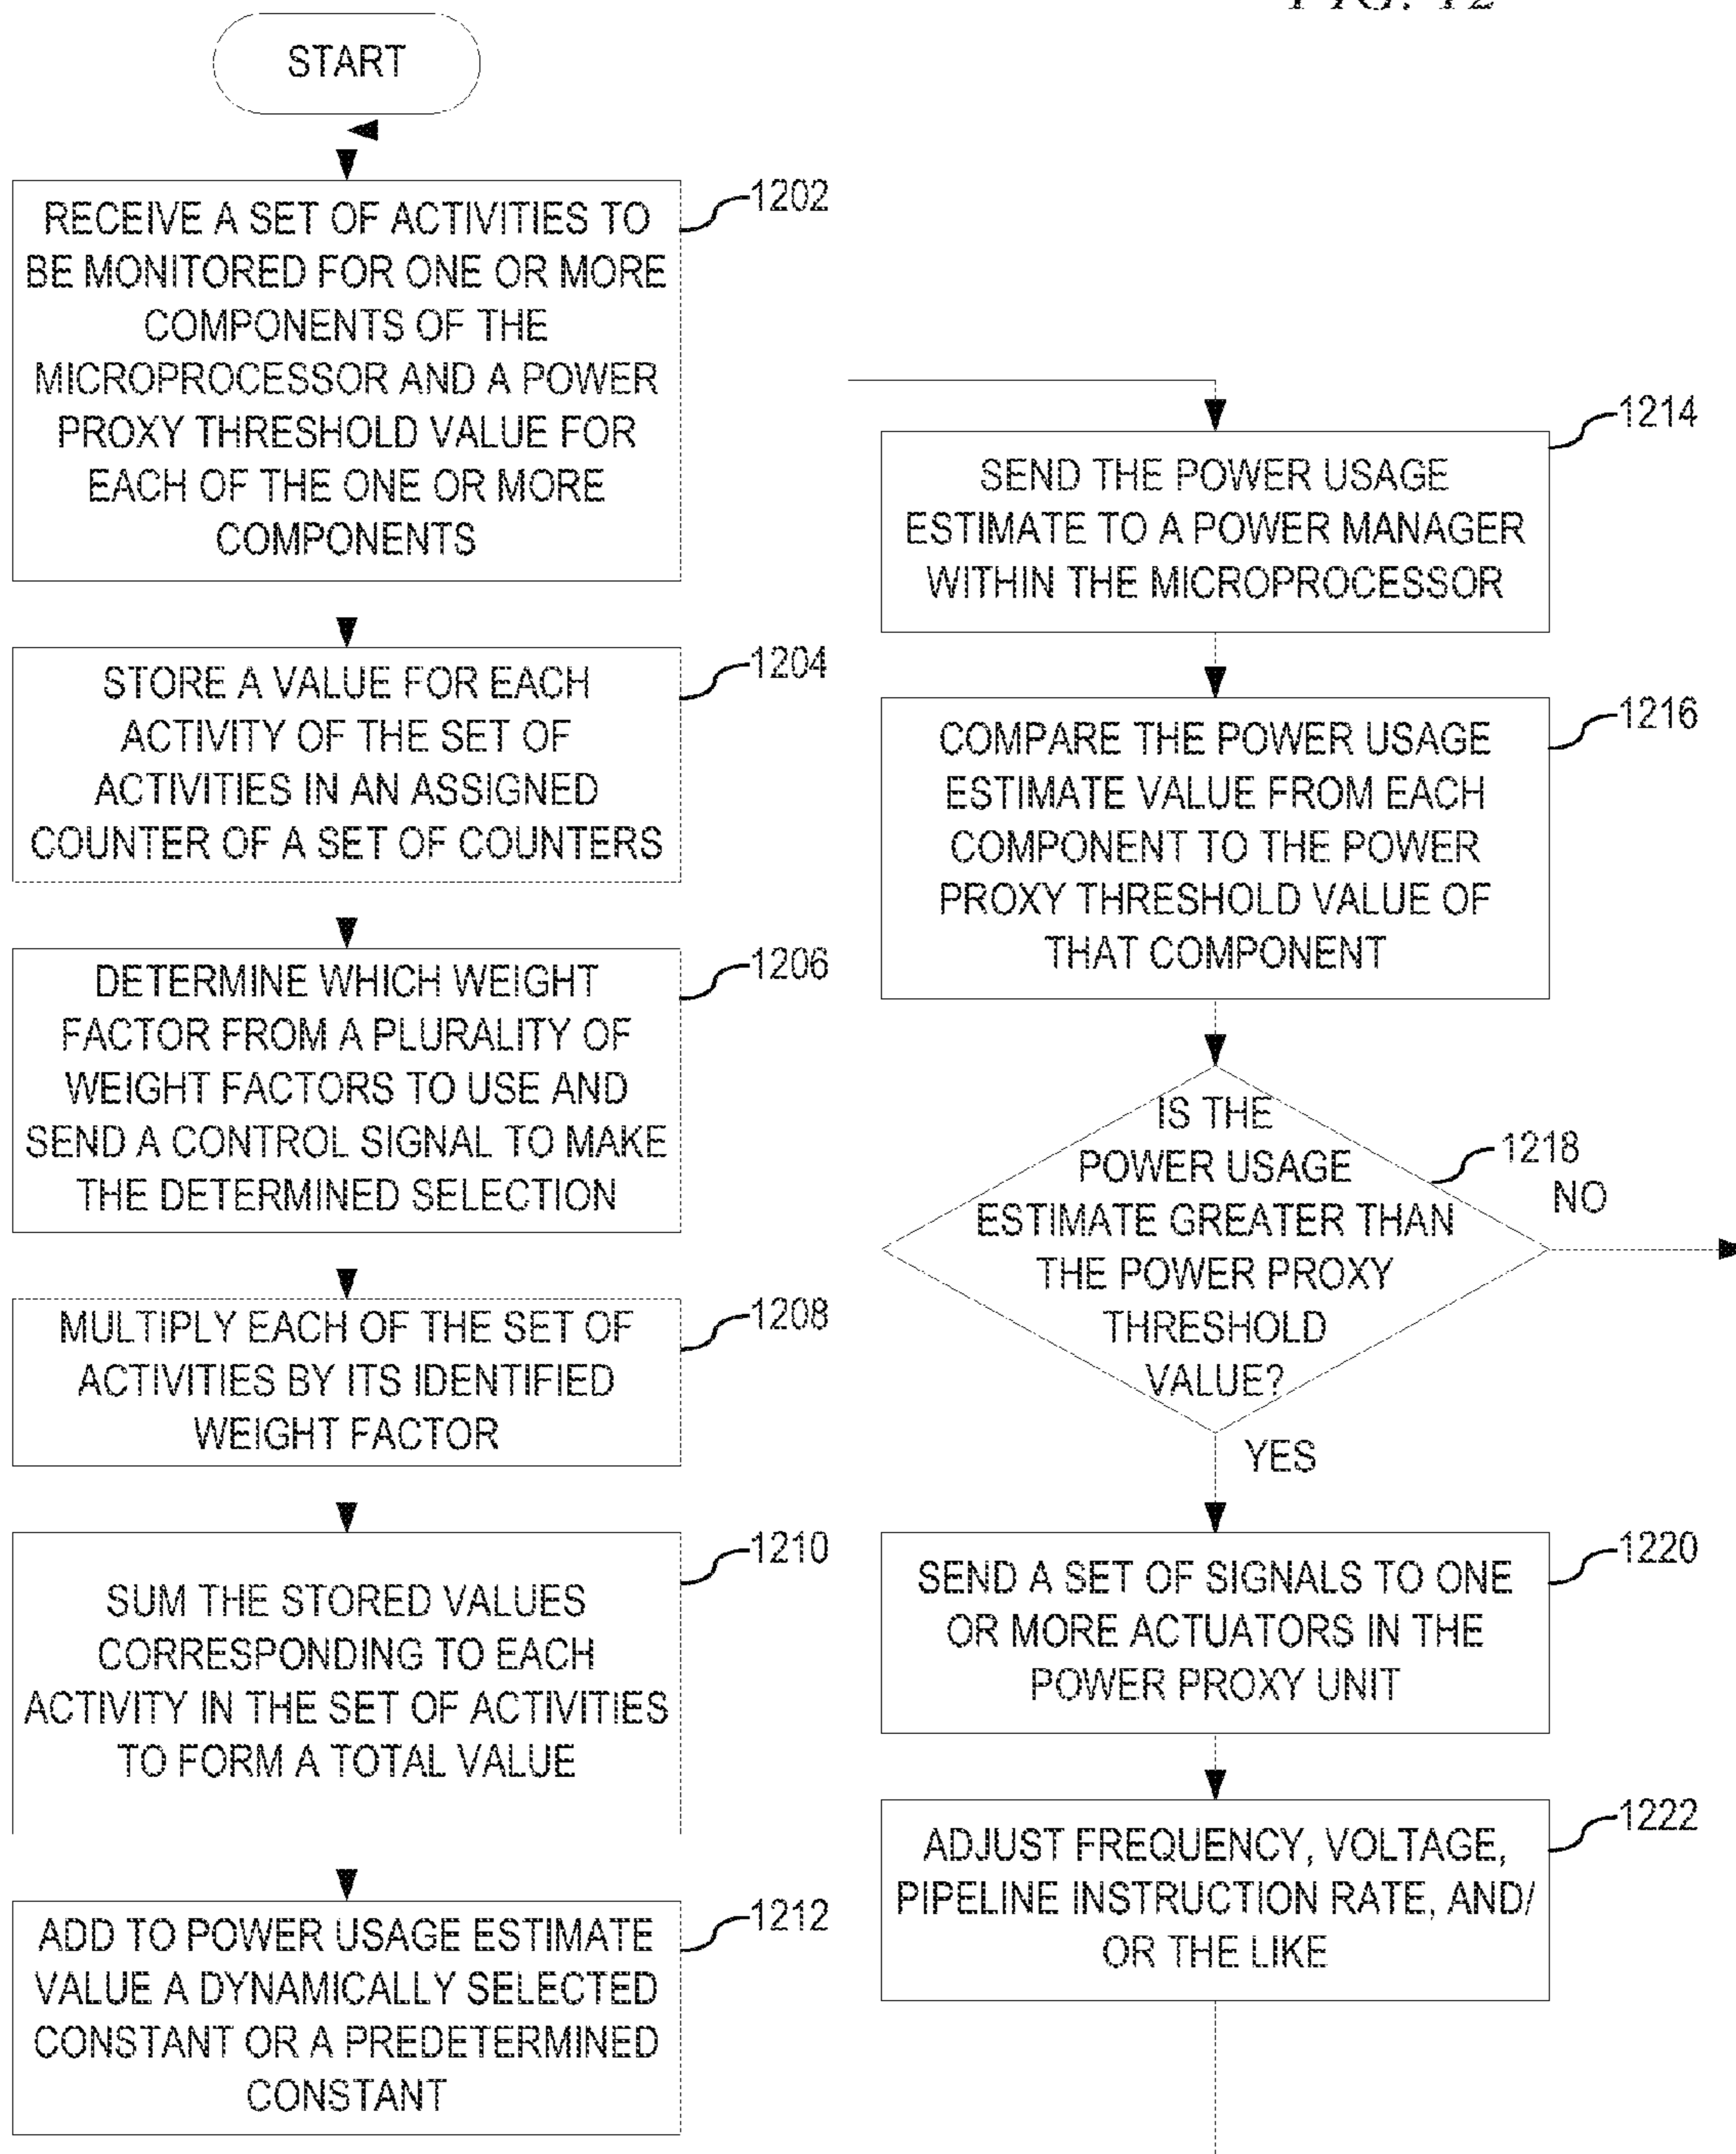 FIG. 12
START
RECEIVE A SET OF ACTIVITIES TO
BE MONITORED FOR ONE OR MORE
COMPONENTS OF THE
MICROPROCESSOR AND A POWER
PROXY THRESHOLD VALUE FOR
EACH OF THE ONE OR MORE
COMPONENTS
1202
STORE A VALUE FOR EACH
ACTIVITY OF THE SET OF
ACTIVITIES IN AN ASSIGNED
COUNTER OF A SET OF COUNTERS
1204
DETERMINE WHICH WEIGHT
FACTOR FROM A PLURALITY OF
WEIGHT FACTORS TO USE AND
SEND A CONTROL SIGNAL TO MAKE
THE DETERMINED SELECTION
1206
MULTIPLY EACH OF THE SET OF
ACTIVITIES BY ITS IDENTIFIED
WEIGHT FACTOR
1208
SUM THE STORED VALUES
CORRESPONDING TO EACH
ACTIVITY IN THE SET OF ACTIVITIES
TO FORM A TOTAL VALUE
1210
ADD TO POWER USAGE ESTIMATE
VALUE A DYNAMICALLY SELECTED
CONSTANT OR A PREDETERMINED
CONSTANT
1212
SEND THE POWER USAGE
ESTIMATE TO A POWER MANAGER
WITHIN THE MICROPROCESSOR
1214
COMPARE THE POWER USAGE
ESTIMATE VALUE FROM EACH
COMPONENT TO THE POWER
PROXY THRESHOLD VALUE OF
THAT COMPONENT
1216
IS THE
POWER USAGE
ESTIMATE GREATER THAN
THE POWER PROXY
THRESHOLD
VALUE?
1218
NO
YES
SEND A SET OF SIGNALS TO ONE
OR MORE ACTUATORS IN THE
POWER PROXY UNIT
1220
ADJUST FREQUENCY, VOLTAGE,
PIPELINE INSTRUCTION RATE, AND/
OR THE LIKE
1222